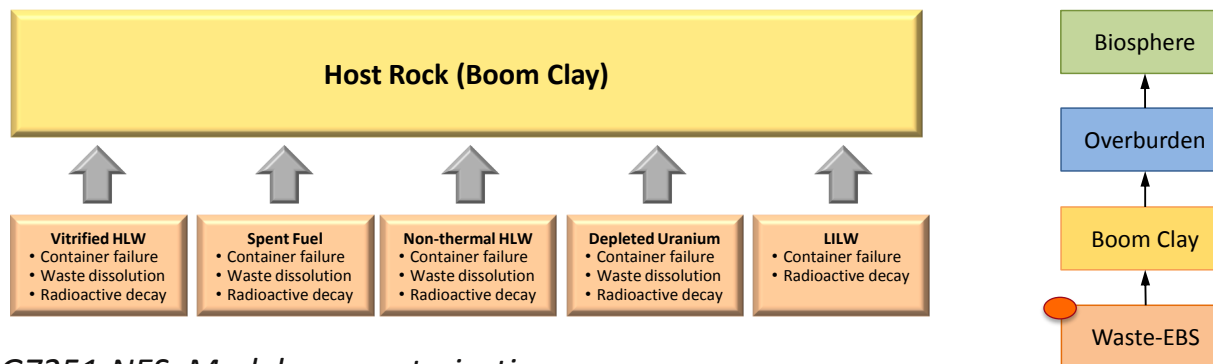 Host Rock (Boom Clay)
Vitrified HLW
• Container failure
• Waste dissolution
• Radioactive decay
Spent Fuel
• Container failure
• Waste dissolution
• Radioactive decay
Non-thermal HLW
• Container failure
• Waste dissolution
• Radioactive decay
Depleted Uranium
• Container failure
• Waste dissolution
• Radioactive decay
LILW
• Container failure
• Radioactive decay
Biosphere
Overburden
Boom Clay
Waste-EBS